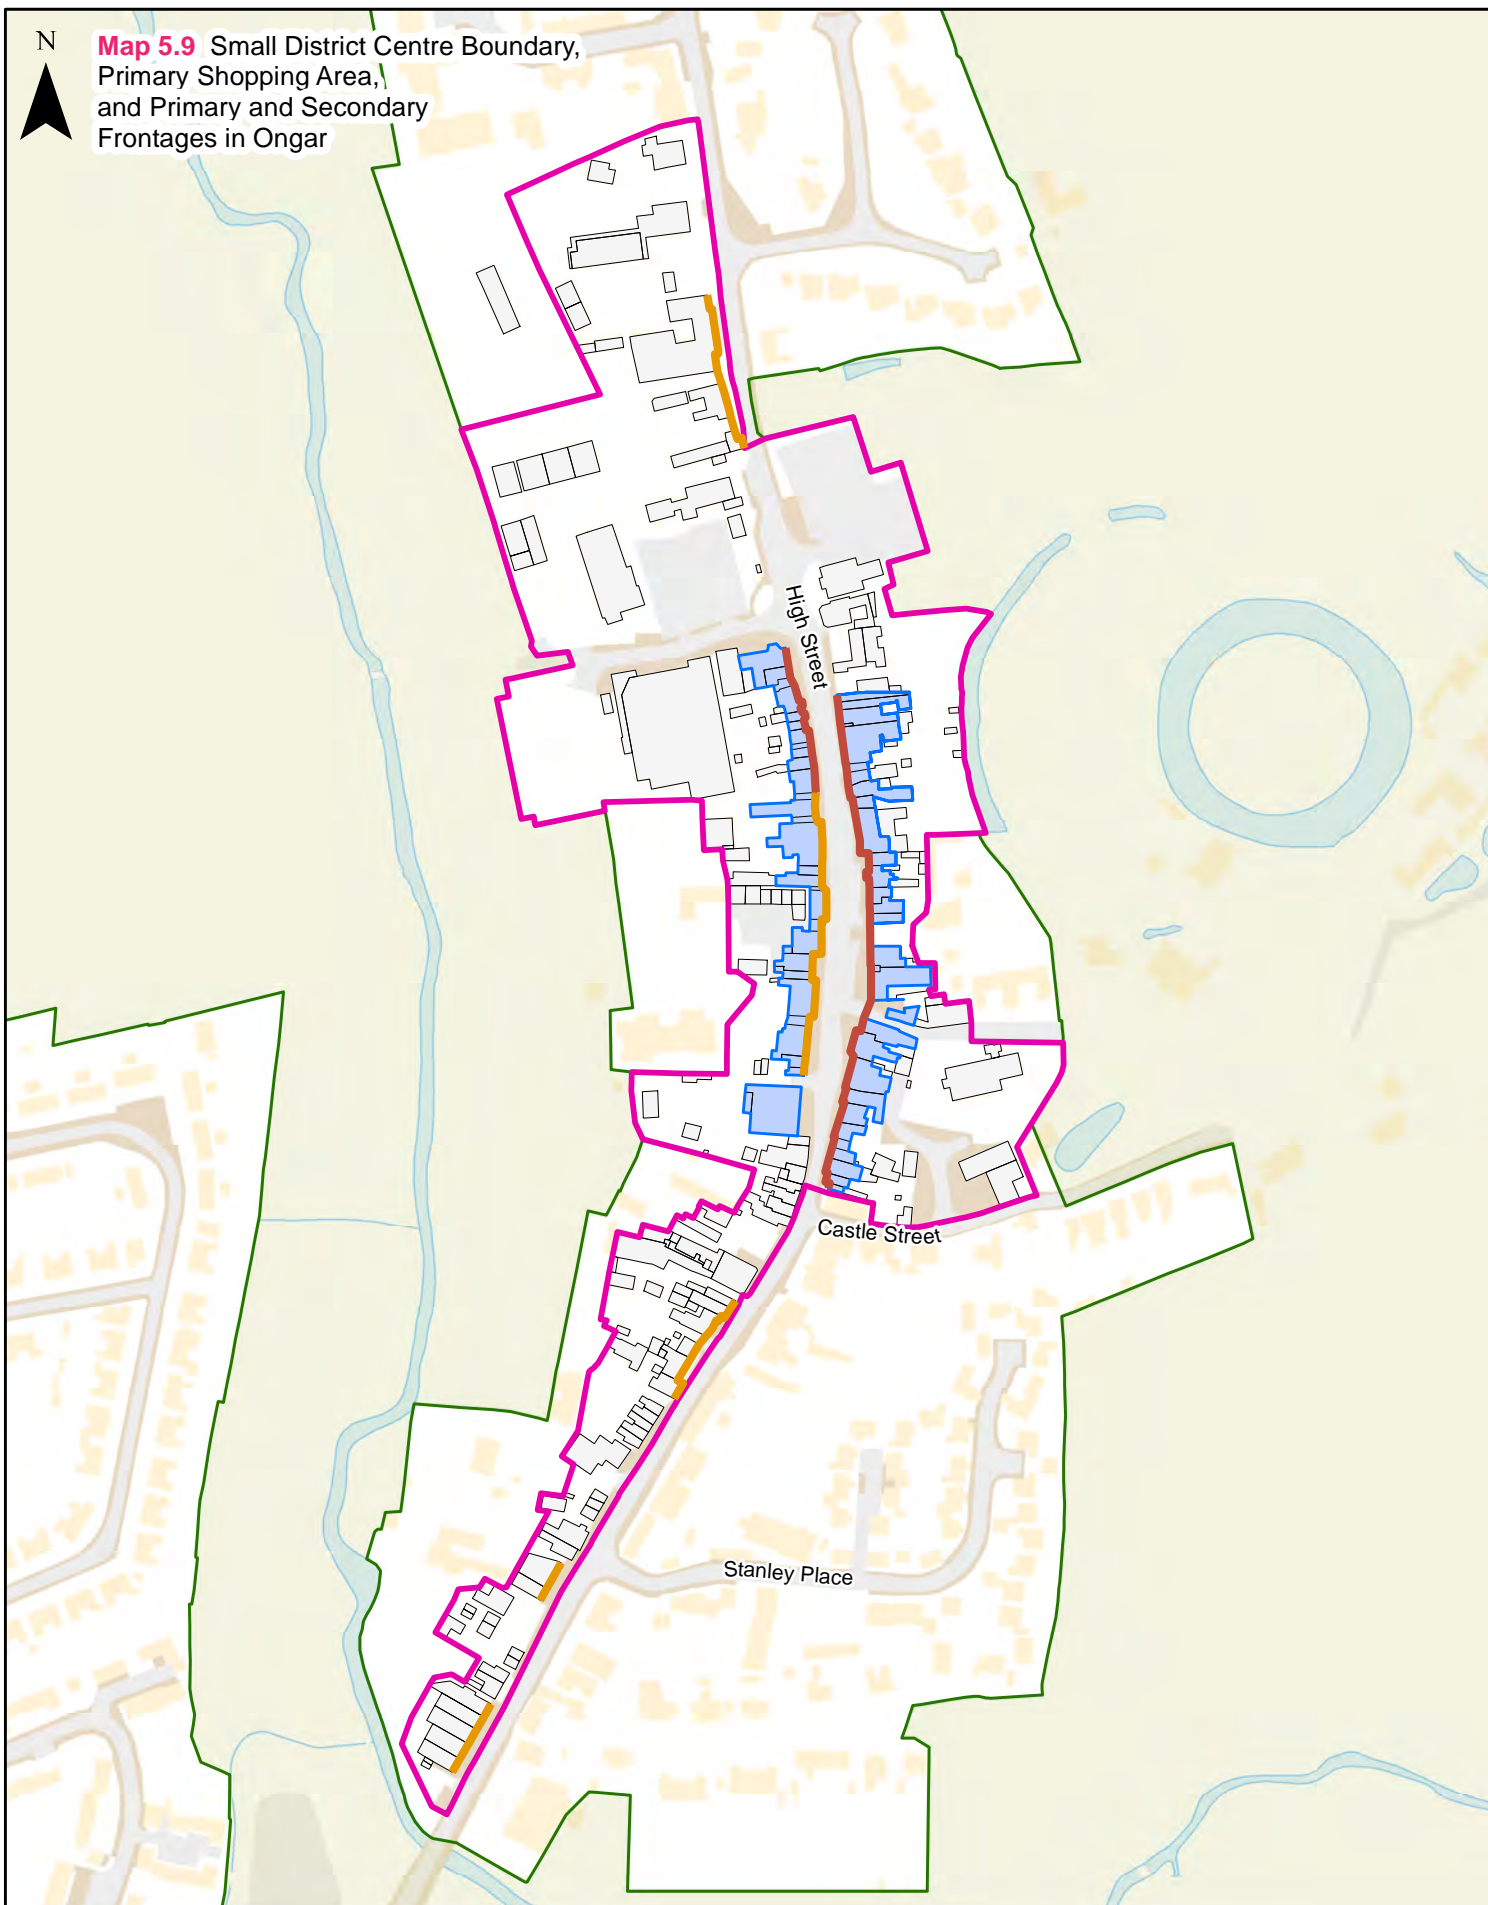 N
Map 5.9 Small District Centre Boundary,
Primary Shopping Area,
and Primary and Secondary
Frontages in Ongar
High Street
Castle Street
Stanley Place